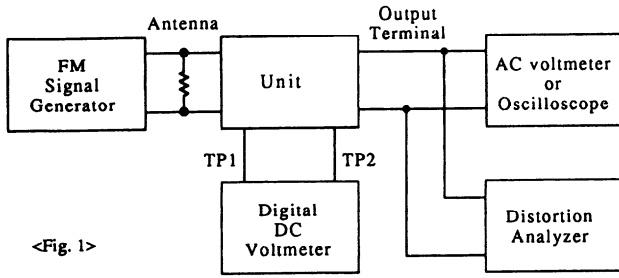 Antenna
Output
Terminal
FM
Signal
Generator
Unit
AC voltmeter
or
Oscilloscope
TP1
TP2
Digital
DC
Voltmeter
Distortion
Analyzer
<Fig. 1>